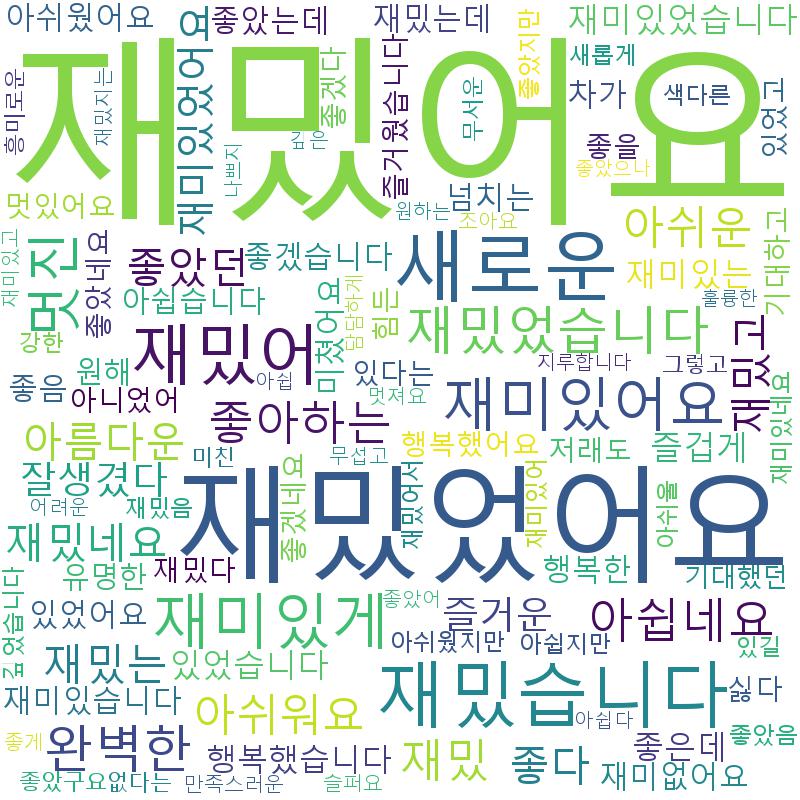 아쉬웠어요
좋았는데
재밌는데
재미있었습니다
재밌어요
흥미로운
재밌지는
재미있었어요
좋겠다
깊은
나쁘지
즐거웠습니다
무서운
좋았지만
새롭게
차가
색다른
있었고
좋을
좋았으나
멋있어요
원하는
조아요
넘치는
아쉬운
기대하고
재미있고
멋진
좋았네요
좋았던
좋겠습니다
새로운
재미있는
훌륭한
아쉽습니다
미쳤어요
담담하게
힘든
재밌었습니다
강한
재밌어
지루합니다
그렇고
재밌고
원해
아쉽
있다는
좋음
아니었어
멋져요
재미있어요
재미있네요
좋아하는
아름다운
행복했어요
저래도
즐겁게
미친
무섭고
잘생겼다
좋겠네요
재밌어서
재미있어
아쉬울
어려운
재밌음
재밌었어요
재밌네요
재밌다
유명한
행복한
기대했던
깊었습니다
재미있게
좋았어
즐거운
아쉽네요
있었어요
아쉬웠지만
아쉽지만
있길
재밌는
있었습니다
재밌습니다
싫다
재미있습니다
아쉬워요
아쉽다
좋았음
좋게
완벽한
행복했습니다
재밌
좋다
좋은데
재미없어요
좋았구요
없다는
만족스러운
슬퍼요